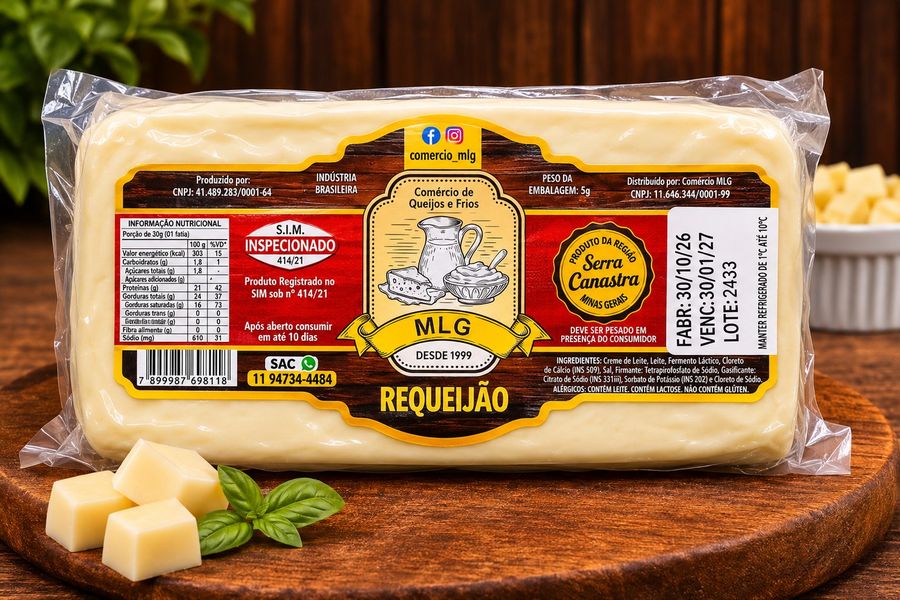 comercio_mlg
Produzido por:
CNPJ: 41.489.283/0001-64
INDÚSTRIA
BRASILEIRA
Comércio de
Queijos e Frios
PESO DA
EMBALAGEM: 5g
Distribuído por: Comércio MLG
CNPJ: 11.646.344/0001-99
INFORMAÇÃO NUTRICIONAL
Porção de 30g (01 fatia)
100 g %VD*
Valor energético (kcal) 303 15
Carboidratos (g) 1,8 1
Açúcares totais (g) 1,8 -
Açúcares adicionados (g)
Proteínas (g) 21 42
Gorduras totais (g) 24 37
Gorduras saturadas (g) 16 73
Gorduras trans (g) 0 0
0 0
Fibra alimente (g) 0 0
Sódio (mg) 610 31
7 899987 698118
S.I.M.
INSPECIONADO
414/21
Produto Registrado no
SIM sob nº 414/21
Após aberto consumir
em até 10 dias
SAC
11 94734-4484
MLG
DESDE 1999
REQUEIJÃO
PRODUTO DA REGIÃO
Serra
Canastra
MINAS GERAIS
DEVE SER PESADO EM
PRESENÇA DO CONSUMIDOR
FABR: 30/10/26
VENC: 30/01/27
LOTE: 2433
MANTER REFRIGERADO DE 1ºC ATÉ 10ºC
INGREDIENTES: Creme de Leite, Leite, Fermento Láctico, Cloreto
de Cálcio (INS 509), Sal, Firmante: Tetrapirofostato de Sódio, Gasificante:
Citrato de Sódio (INS 331iii), Sorbato de Potássio (INS 202) e Cloreto de Sódio.
ALÉRGICOS: CONTÉM LEITE. CONTÉM LACTOSE. NÃO CONTÉM GLÚTEN.